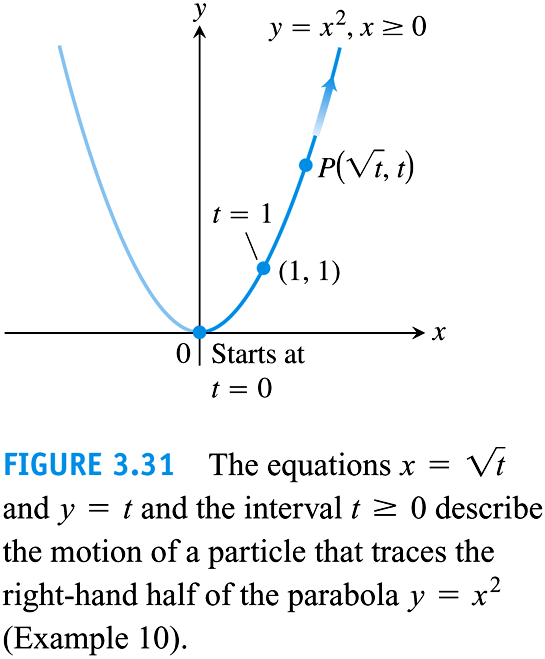 y
y = x², x ≥ 0
P(√t, t)
t = 1
(1, 1)
x
0 Starts at
t = 0
FIGURE 3.31 The equations x = √t
and y = t and the interval t ≥ 0 describe
the motion of a particle that traces the
right-hand half of the parabola y = x²
(Example 10).